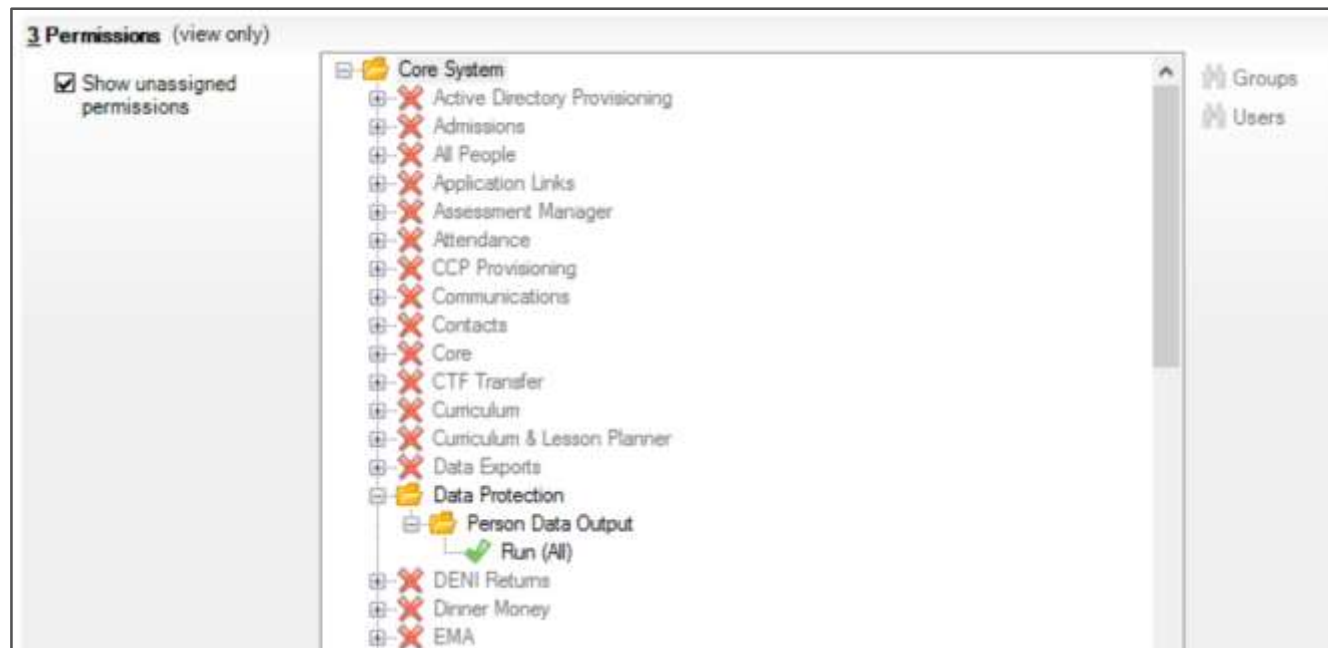 3 Permissions (view only)
Show unassigned
permissions
Core System
Active Directory Provisioning
Admissions
All People
Application Links
Assessment Manager
Attendance
CCP Provisioning
Communications
Contacts
Core
CTF Transfer
Curriculum
Curriculum & Lesson Planner
Data Exports
Data Protection
Person Data Output
Run (All)
DENI Returns
Dinner Money
EMA
Groups
Users